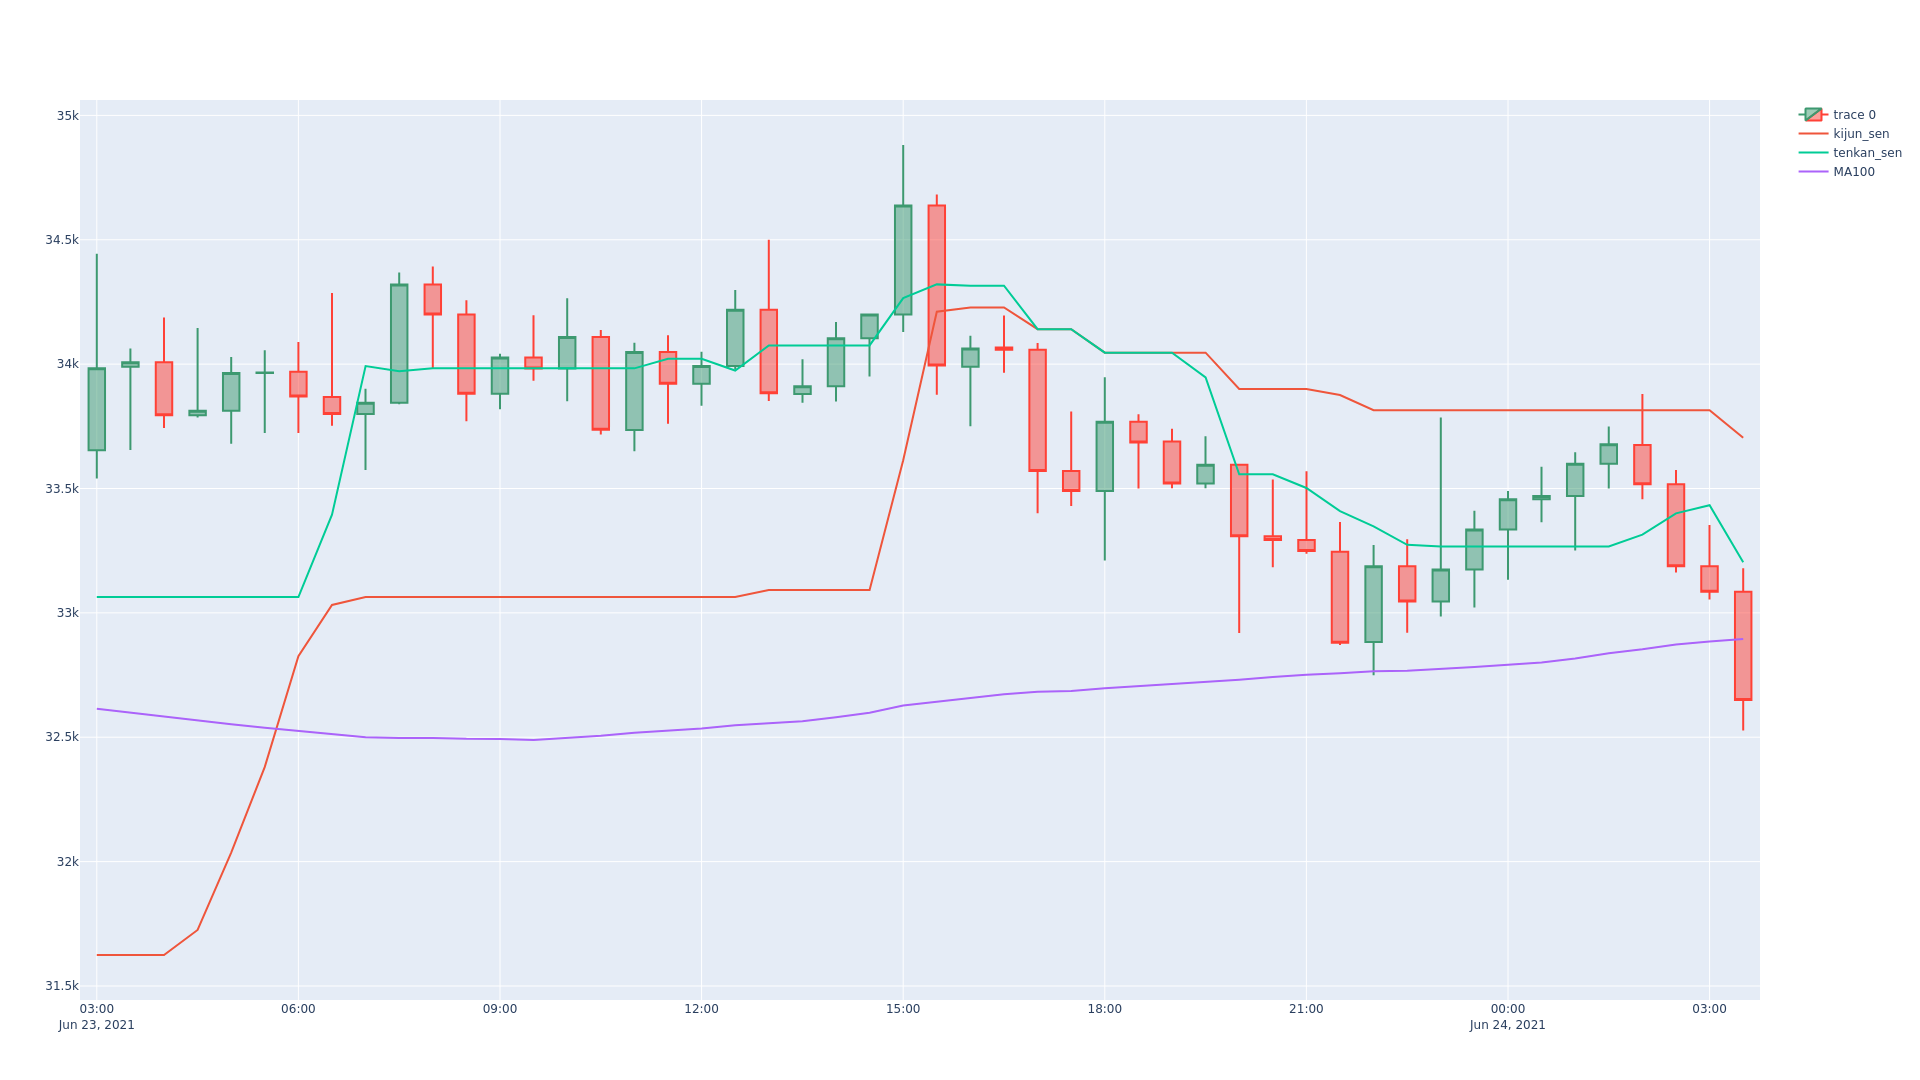 35k
34.5k
34k
33.5k
33k
32.5k
32k
31.5k
03:00 06:00 09:00 12:00 15:00 18:00 21:00 00:00 03:00
Jun 23, 2021 Jun 24, 2021
trace 0
kijun_sen
tenkan_sen
MA100